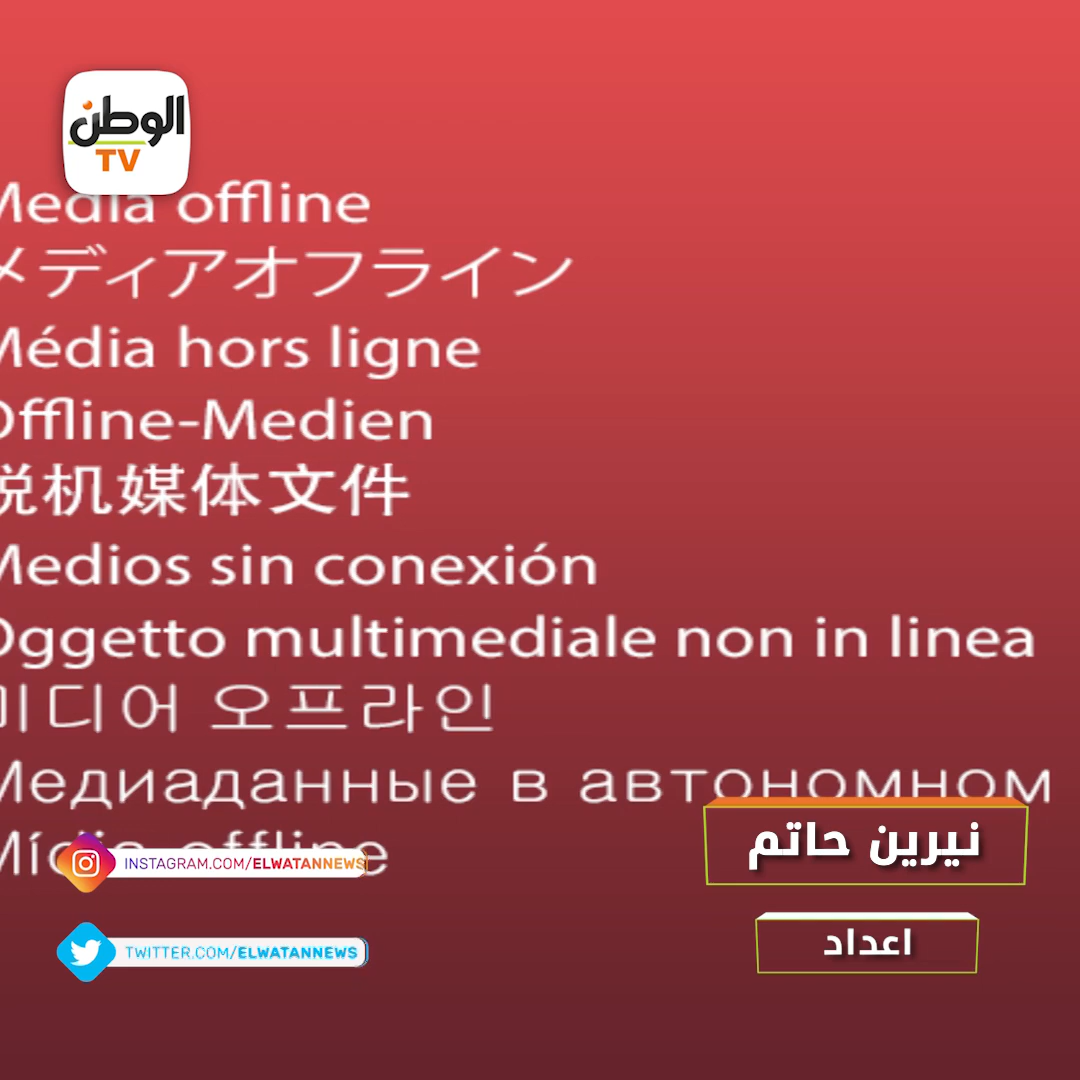 الوطن
TV
Media offline
メディアオフライン
Média hors ligne
Offline-Medien
脱机媒体文件
Medios sin conexión
Oggetto multimediale non in linea
미디어 오프라인
Медиаданные в автономном
Mídia offline
INSTAGRAM.COM/ELWATANNEWS
نيرين حاتم
TWITTER.COM/ELWATANNEWS
اعداد